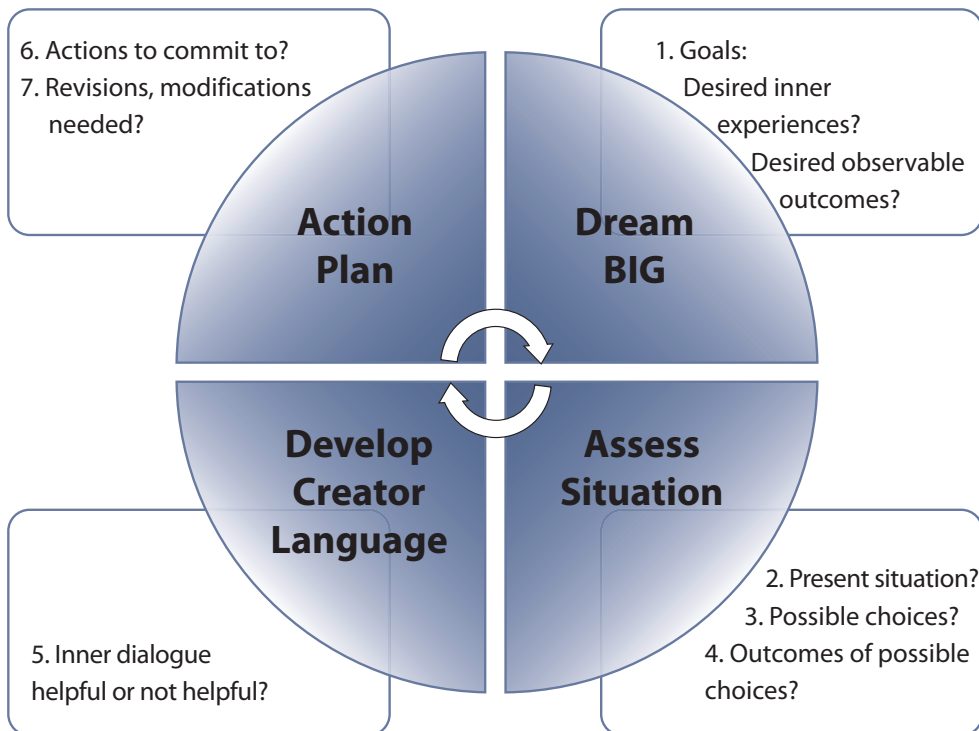 6. Actions to commit to?
7. Revisions, modifications
needed?
Action
Plan
1. Goals:
Desired inner
experiences?
Desired observable
outcomes?
Dream
BIG
Develop
Creator
Language
5. Inner dialogue
helpful or not helpful?
Assess
Situation
2. Present situation?
3. Possible choices?
4. Outcomes of possible
choices?